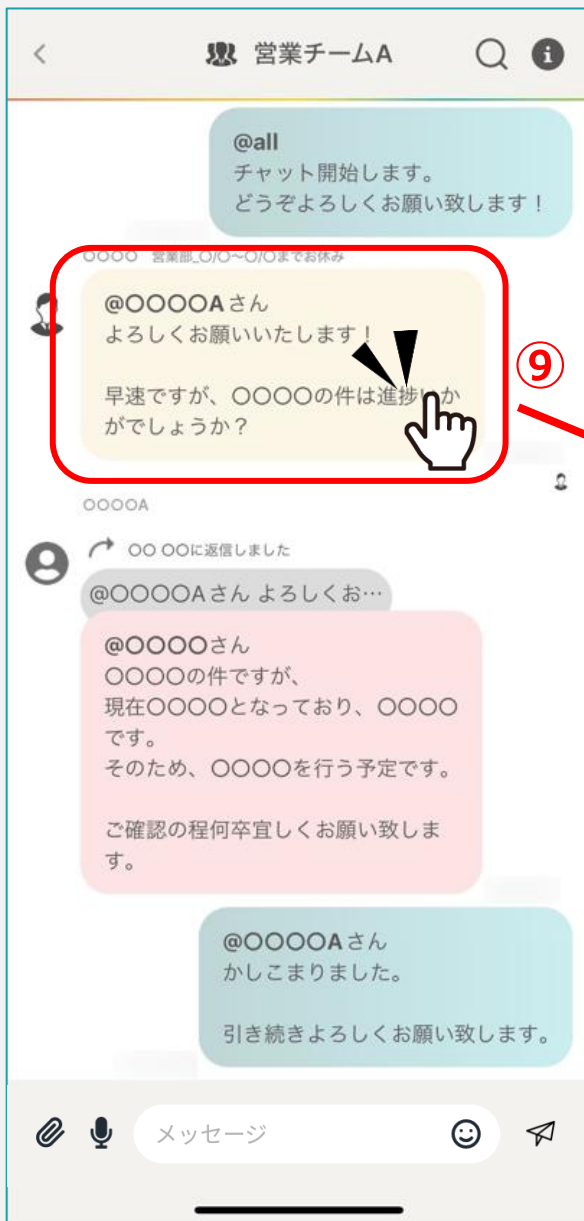 営業チームA
@all
チャット開始します。
どうぞよろしくお願い致します！
○○○○ 営業部_○/○〜○/○までお休み
@○○○○Aさん
よろしくお願いいたします！
早速ですが、○○○○の件は進捗いか
がでしょうか？
⑨
○○○○A
○○ ○○に返信しました
@○○○○Aさん よろしくお…
@○○○○さん
○○○○の件ですが、
現在○○○○となっており、○○○○
です。
そのため、○○○○を行う予定です。
ご確認の程何卒宜しくお願い致しま
す。
@○○○○Aさん
かしこまりました。
引き続きよろしくお願い致します。
メッセージ